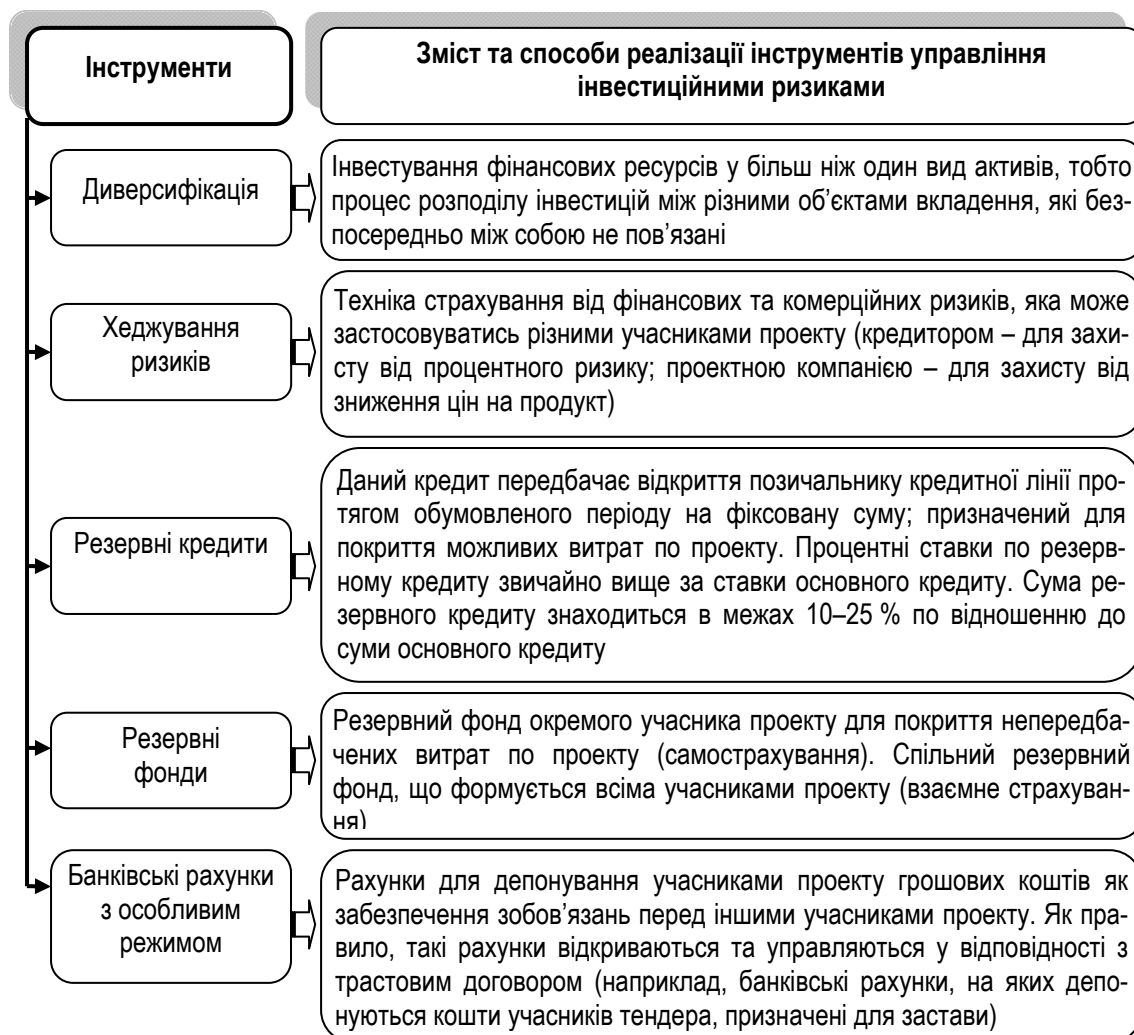 Інструменти
Зміст та способи реалізації інструментів управління
інвестиційними ризиками
Диверсифікація
Інвестування фінансових ресурсів у більш ніж один вид активів, тобто
процес розподілу інвестицій між різними об’єктами вкладення, які без-
посередньо між собою не пов’язані
Хеджування
ризиків
Техніка страхування від фінансових та комерційних ризиків, яка може
застосовуватись різними учасниками проекту (кредитором – для захи-
сту від процентного ризику; проектною компанією – для захисту від
зниження цін на продукт)
Резервні кредити
Даний кредит передбачає відкриття позичальнику кредитної лінії про-
тягом обумовленого періоду на фіксовану суму; призначений для
покриття можливих витрат по проекту. Процентні ставки по резерв-
ному кредиту звичайно вище за ставки основного кредиту. Сума ре-
зервного кредиту знаходиться в межах 10–25 % по відношенню до
суми основного кредиту
Резервні
фонди
Резервний фонд окремого учасника проекту для покриття непередба-
чених витрат по проекту (самострахування). Спільний резервний
фонд, що формується всіма учасниками проекту (взаємне страхуван-
ня)
Банківські рахунки
з особливим
режимом
Рахунки для депонування учасниками проекту грошових коштів як
забезпечення зобов’язань перед іншими учасниками проекту. Як пра-
вило, такі рахунки відкриваються та управляються у відповідності з
трастовим договором (наприклад, банківські рахунки, на яких депо-
нуються кошти учасників тендера, призначені для застави)